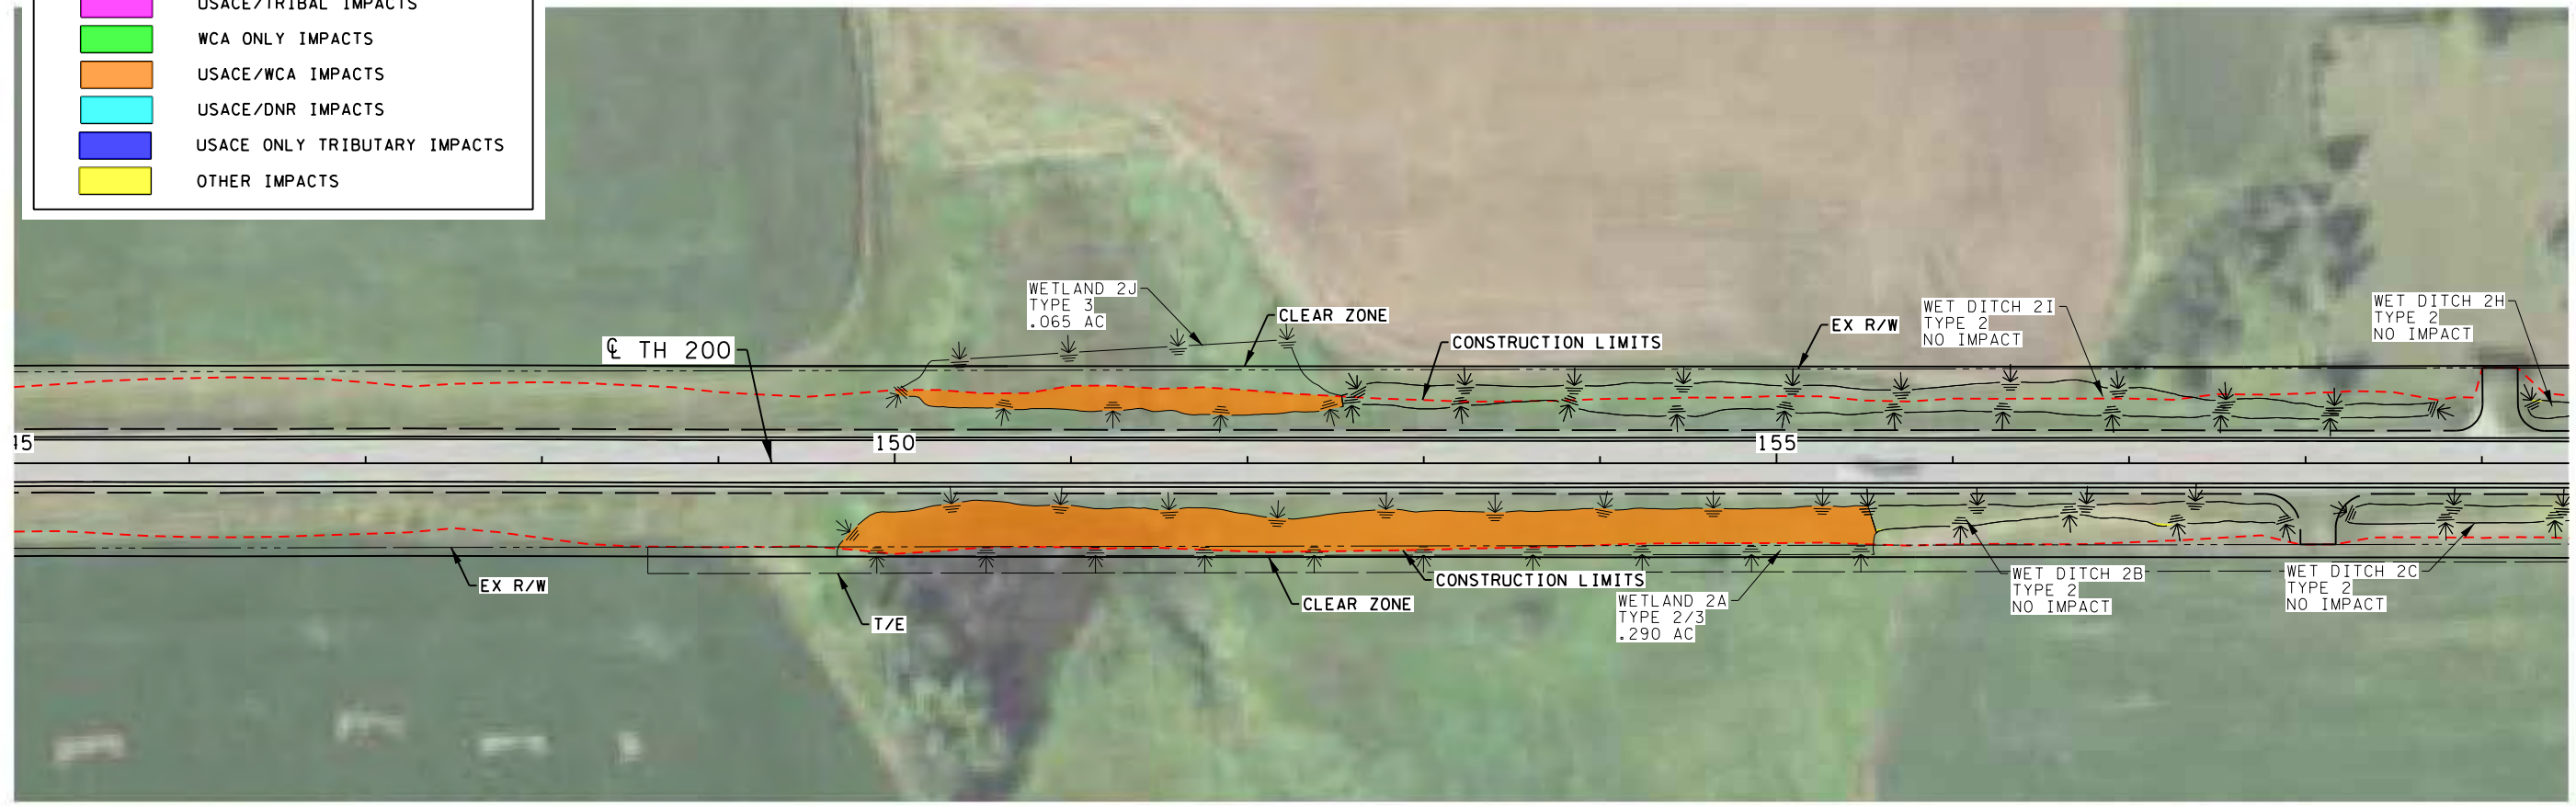 USACE/TRIBAL IMPACTS
WCA ONLY IMPACTS
USACE/WCA IMPACTS
USACE/DNR IMPACTS
USACE ONLY TRIBUTARY IMPACTS
OTHER IMPACTS
WETLAND 2J
TYPE 3
.065 AC
CLEAR ZONE
CONSTRUCTION LIMITS
EX R/W
WET DITCH 2I
TYPE 2
NO IMPACT
WET DITCH 2H
TYPE 2
NO IMPACT
℄ TH 200
45
150
155
EX R/W
T/E
CLEAR ZONE
CONSTRUCTION LIMITS
WETLAND 2A
TYPE 2/3
.290 AC
WET DITCH 2B
TYPE 2
NO IMPACT
WET DITCH 2C
TYPE 2
NO IMPACT